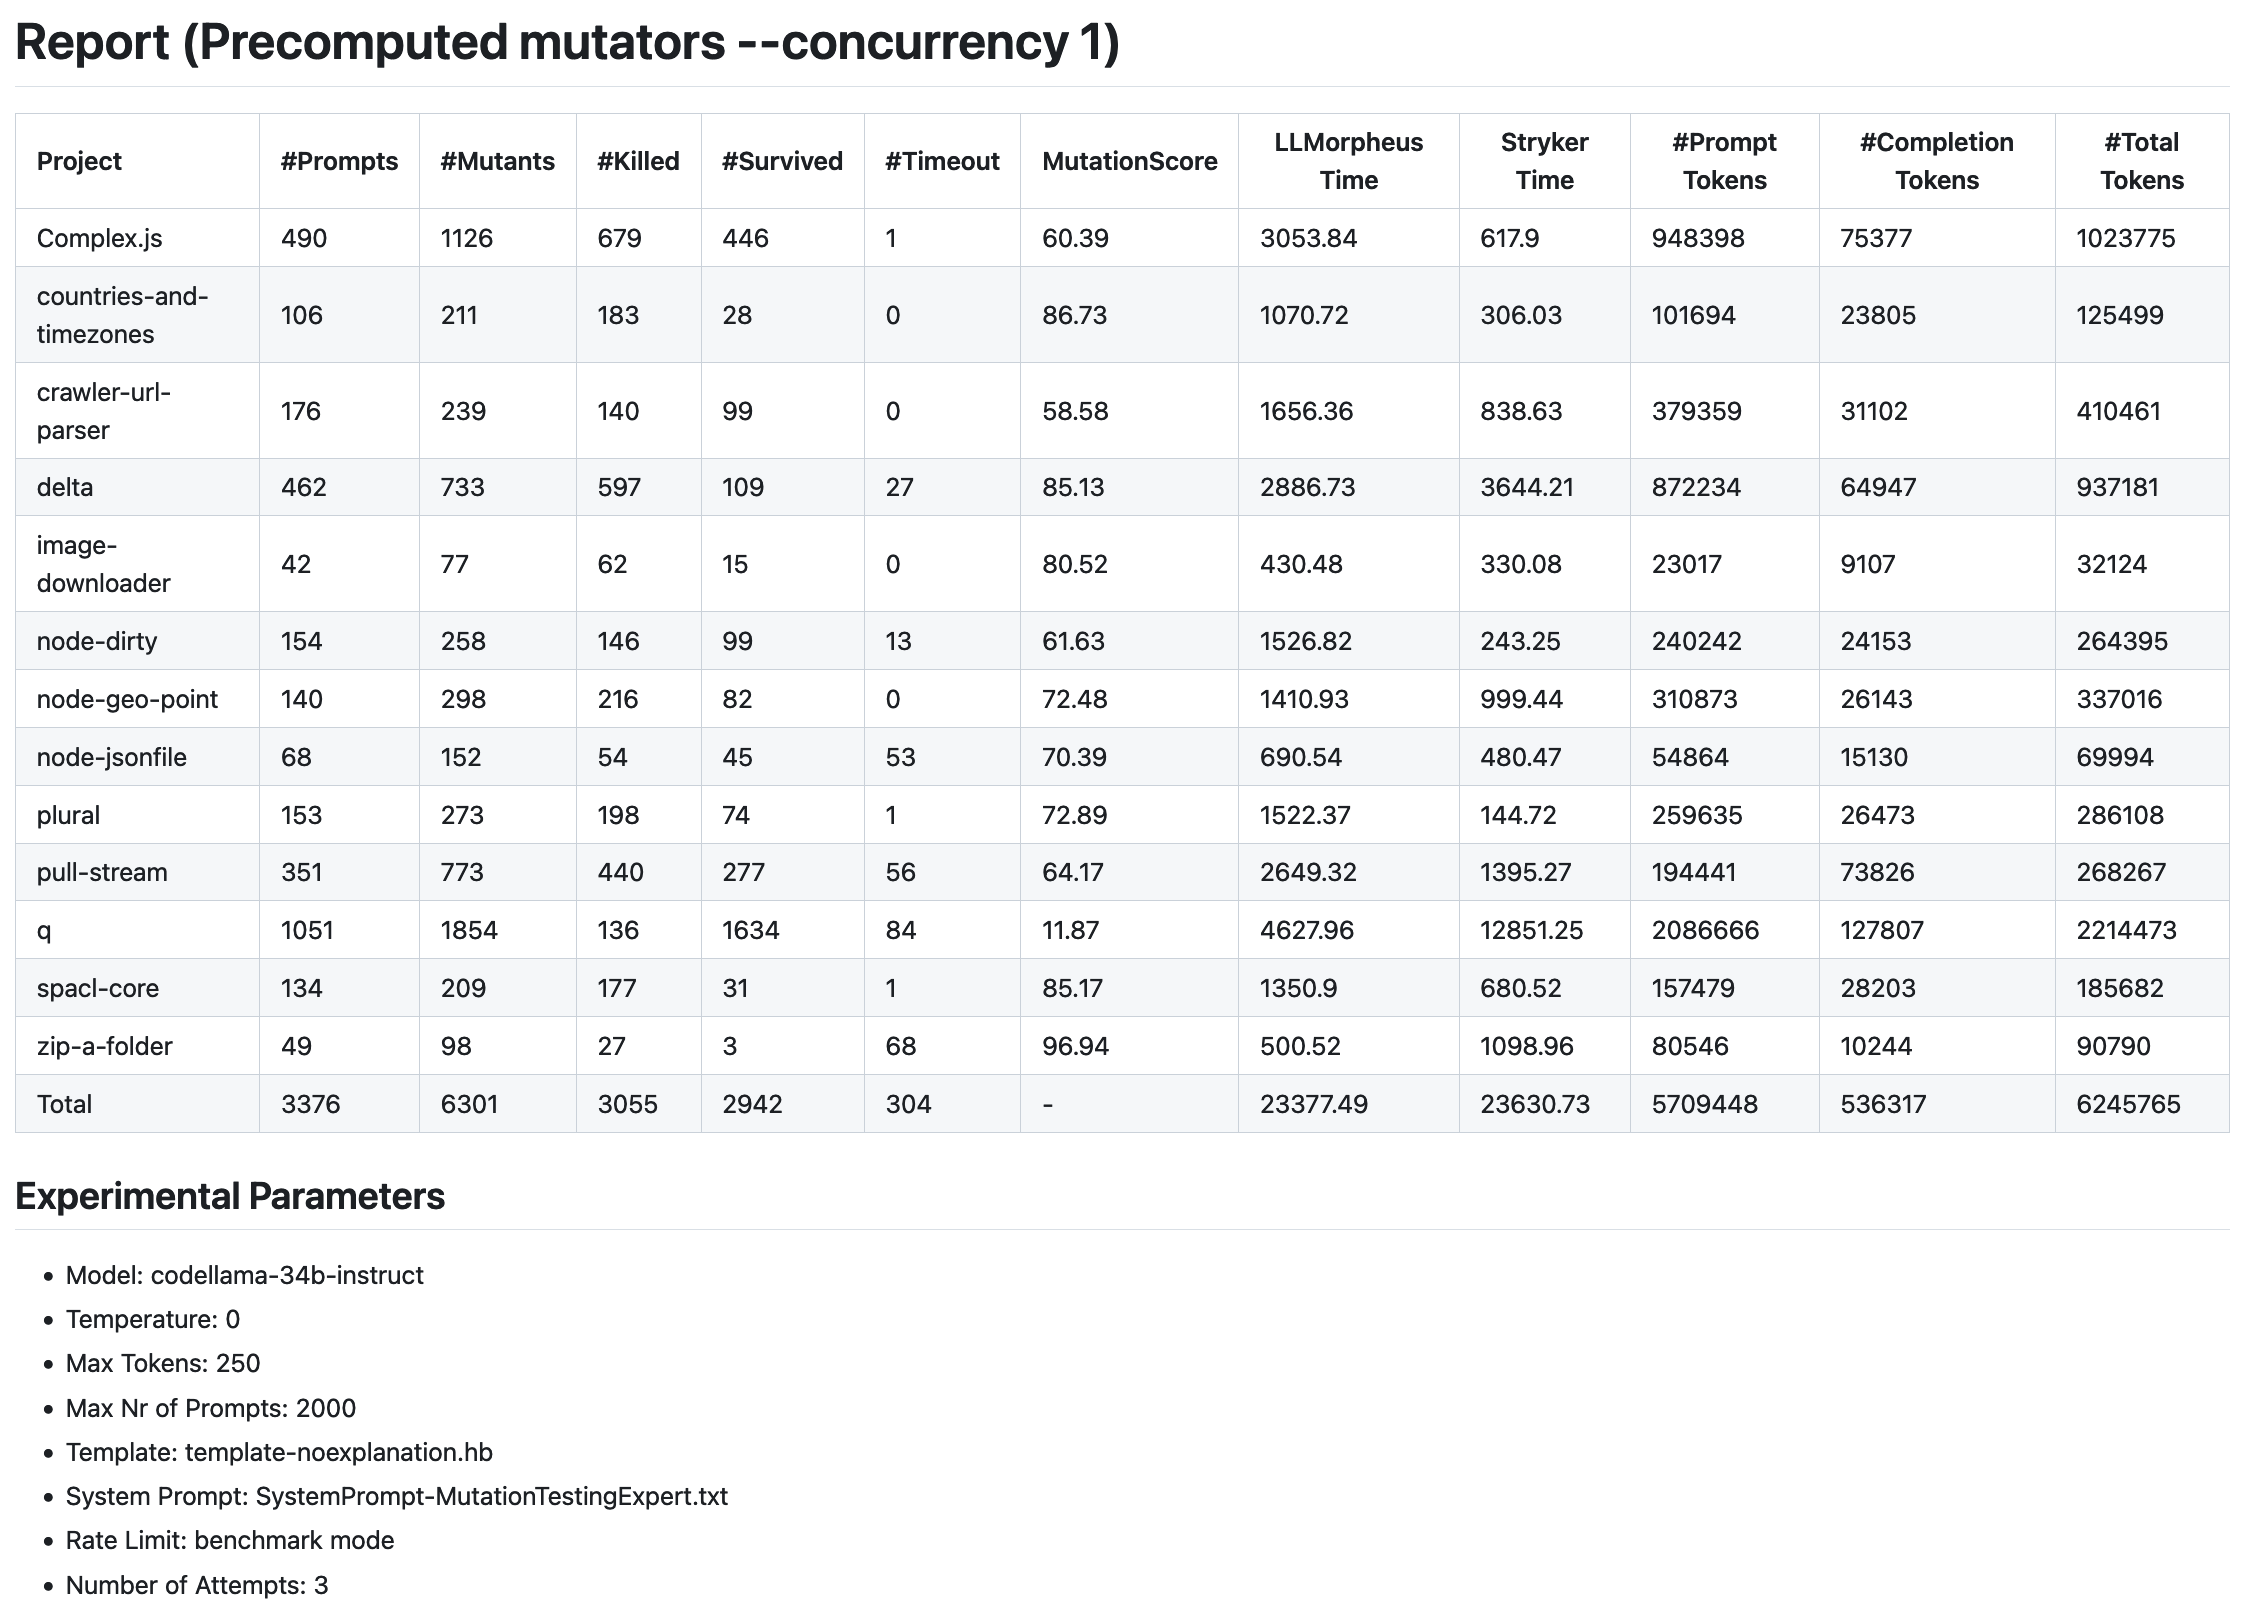 Report (Precomputed mutators --concurrency 1)
Project #Prompts #Mutants #Killed #Survived #Timeout MutationScore LLMorpheus Time Stryker Time #Prompt Tokens #Completion Tokens #Total Tokens
Complex.js 490 1126 679 446 1 60.39 3053.84 617.9 948398 75377 1023775
countries-and-timezones 106 211 183 28 0 86.73 1070.72 306.03 101694 23805 125499
crawler-url-parser 176 239 140 99 0 58.58 1656.36 838.63 379359 31102 410461
delta 462 733 597 109 27 85.13 2886.73 3644.21 872234 64947 937181
image-downloader 42 77 62 15 0 80.52 430.48 330.08 23017 9107 32124
node-dirty 154 258 146 99 13 61.63 1526.82 243.25 240242 24153 264395
node-geo-point 140 298 216 82 0 72.48 1410.93 999.44 310873 26143 337016
node-jsonfile 68 152 54 45 53 70.39 690.54 480.47 54864 15130 69994
plural 153 273 198 74 1 72.89 1522.37 144.72 259635 26473 286108
pull-stream 351 773 440 277 56 64.17 2649.32 1395.27 194441 73826 268267
q 1051 1854 136 1634 84 11.87 4627.96 12851.25 2086666 127807 2214473
spacl-core 134 209 177 31 1 85.17 1350.9 680.52 157479 28203 185682
zip-a-folder 49 98 27 3 68 96.94 500.52 1098.96 80546 10244 90790
Total 3376 6301 3055 2942 304 - 23377.49 23630.73 5709448 536317 6245765
Experimental Parameters
• Model: codellama-34b-instruct
• Temperature: 0
• Max Tokens: 250
• Max Nr of Prompts: 2000
• Template: template-noexplanation.hb
• System Prompt: SystemPrompt-MutationTestingExpert.txt
• Rate Limit: benchmark mode
• Number of Attempts: 3